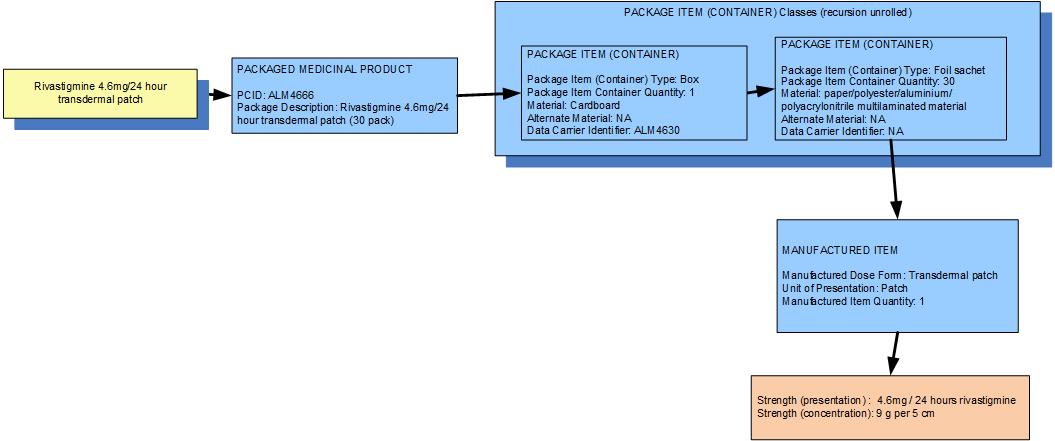 PACKAGE ITEM (CONTAINER) Classes (recursion unrolled)
Rivastigmine 4.6mg/24 hour
transdermal patch
PACKAGED MEDICINAL PRODUCT
PCID: ALM4666
Package Description: Rivastigmine 4.6mg/24
hour transdermal patch (30 pack)
PACKAGE ITEM (CONTAINER)
Package Item (Container) Type: Box
Package Item Container Quantity: 1
Material: Cardboard
Alternate Material: NA
Data Carrier Identifier: ALM4630
PACKAGE ITEM (CONTAINER)
Package Item (Container) Type: Foil sachet
Package Item Container Quantity: 30
Material: paper/polyester/aluminium/
polyacrylonitrile multilaminated material
Alternate Material: NA
Data Carrier Identifier: NA
MANUFACTURED ITEM
Manufactured Dose Form: Transdermal patch
Unit of Presentation: Patch
Manufactured Item Quantity: 1
Strength (presentation) : 4.6mg / 24 hours rivastigmine
Strength (concentration): 9 g per 5 cm